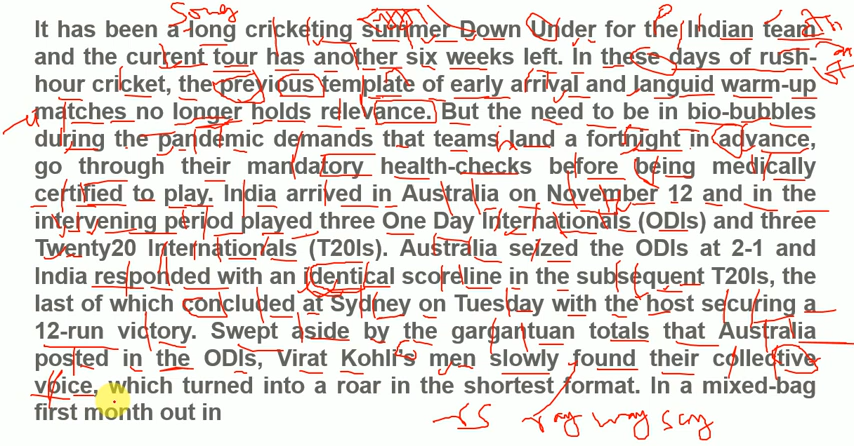 Song
It has been a long cricketing summer Down Under for the Indian team
and the current tour has another six weeks left. In these days of rush-
hour cricket, the previous template of early arrival and languid warm-up
matches no longer holds relevance. But the need to be in bio-bubbles
during the pandemic demands that teams land a fortnight in advance,
go through their mandatory health-checks before being medically
certified to play. India arrived in Australia on November 12 and in the
intervening period played three One Day Internationals (ODIs) and three
Twenty20 Internationals (T20Is). Australia seized the ODIs at 2-1 and
India responded with an identical scoreline in the subsequent T20Is, the
last of which concluded at Sydney on Tuesday with the host securing a
12-run victory. Swept aside by the gargantuan totals that Australia
posted in the ODIs, Virat Kohli's men slowly found their collective
voice, which turned into a roar in the shortest format. In a mixed-bag
first month out in
ray way say